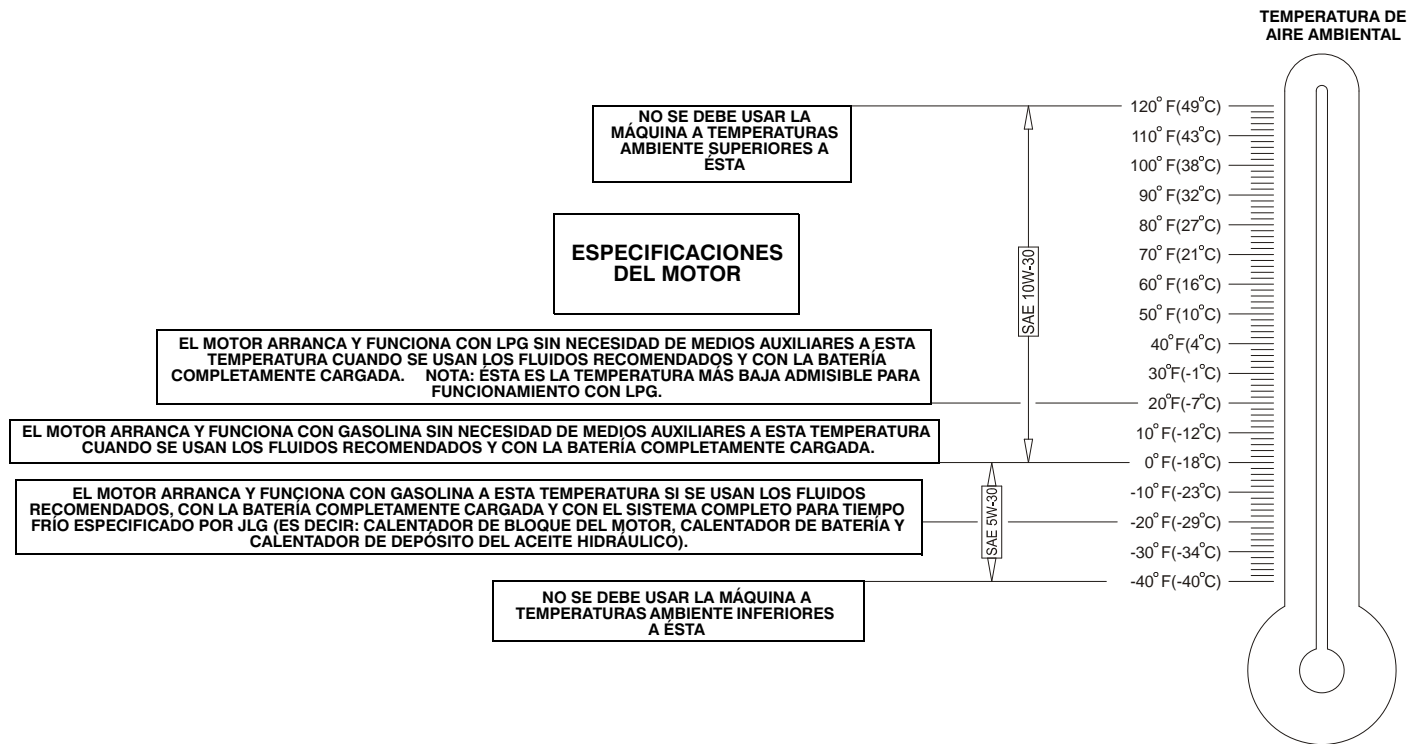 TEMPERATURA DE
AIRE AMBIENTAL
NO SE DEBE USAR LA
MÁQUINA A TEMPERATURAS
AMBIENTE SUPERIORES A
ÉSTA
ESPECIFICACIONES
DEL MOTOR
EL MOTOR ARRANCA Y FUNCIONA CON LPG SIN NECESIDAD DE MEDIOS AUXILIARES A ESTA
TEMPERATURA CUANDO SE USAN LOS FLUIDOS RECOMENDADOS Y CON LA BATERÍA
COMPLETAMENTE CARGADA. NOTA: ÉSTA ES LA TEMPERATURA MÁS BAJA ADMISIBLE PARA
FUNCIONAMIENTO CON LPG.
EL MOTOR ARRANCA Y FUNCIONA CON GASOLINA SIN NECESIDAD DE MEDIOS AUXILIARES A ESTA TEMPERATURA
CUANDO SE USAN LOS FLUIDOS RECOMENDADOS Y CON LA BATERÍA COMPLETAMENTE CARGADA.
EL MOTOR ARRANCA Y FUNCIONA CON GASOLINA A ESTA TEMPERATURA SI SE USAN LOS FLUIDOS
RECOMENDADOS, CON LA BATERÍA COMPLETAMENTE CARGADA Y CON EL SISTEMA COMPLETO PARA TIEMPO
FRÍO ESPECIFICADO POR JLG (ES DECIR: CALENTADOR DE BLOQUE DEL MOTOR, CALENTADOR DE BATERÍA Y
CALENTADOR DE DEPÓSITO DEL ACEITE HIDRÁULICO).
NO SE DEBE USAR LA MÁQUINA A
TEMPERATURAS AMBIENTE INFERIORES
A ÉSTA
SAE 10W-30
SAE 5W-30
120° F(49°C)
110° F(43°C)
100° F(38°C)
90° F(32°C)
80° F(27°C)
70° F(21°C)
60° F(16°C)
50° F(10°C)
40°F(4°C)
30°F(-1°C)
20°F(-7°C)
10° F(-12°C)
0° F(-18°C)
-10° F(-23°C)
-20° F(-29°C)
-30° F(-34°C)
-40° F(-40°C)